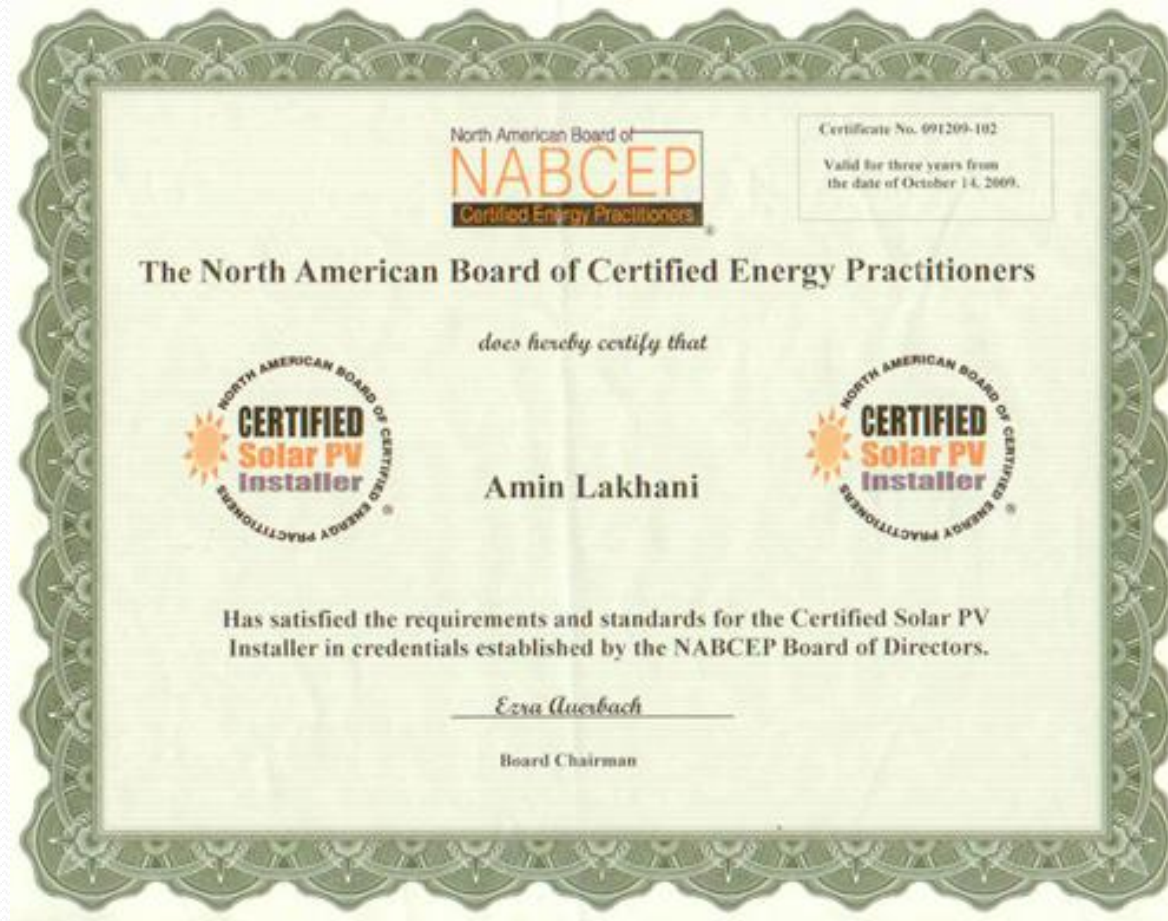 North American Board of
NABCEP
Certified Energy Practitioners
®
Certificate No. 091209-102
Valid for three years from
the date of October 14, 2009.
The North American Board of Certified Energy Practitioners
does hereby certify that
NORTH AMERICAN BOARD OF CERTIFIED ENERGY PRACTITIONERS
CERTIFIED
Solar PV
Installer
®
Amin Lakhani
NORTH AMERICAN BOARD OF CERTIFIED ENERGY PRACTITIONERS
CERTIFIED
Solar PV
Installer
®
Has satisfied the requirements and standards for the Certified Solar PV
Installer in credentials established by the NABCEP Board of Directors.
Ezra Auerbach
Board Chairman